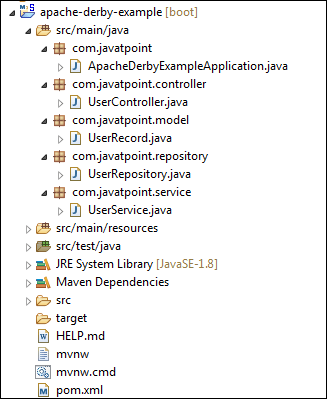 apache-derby-example [boot]
src/main/java
com.javatpoint
ApacheDerbyExampleApplication.java
com.javatpoint.controller
UserController.java
com.javatpoint.model
UserRecord.java
com.javatpoint.repository
UserRepository.java
com.javatpoint.service
UserService.java
src/main/resources
src/test/java
JRE System Library [JavaSE-1.8]
Maven Dependencies
src
target
HELP.md
mvnw
mvnw.cmd
pom.xml